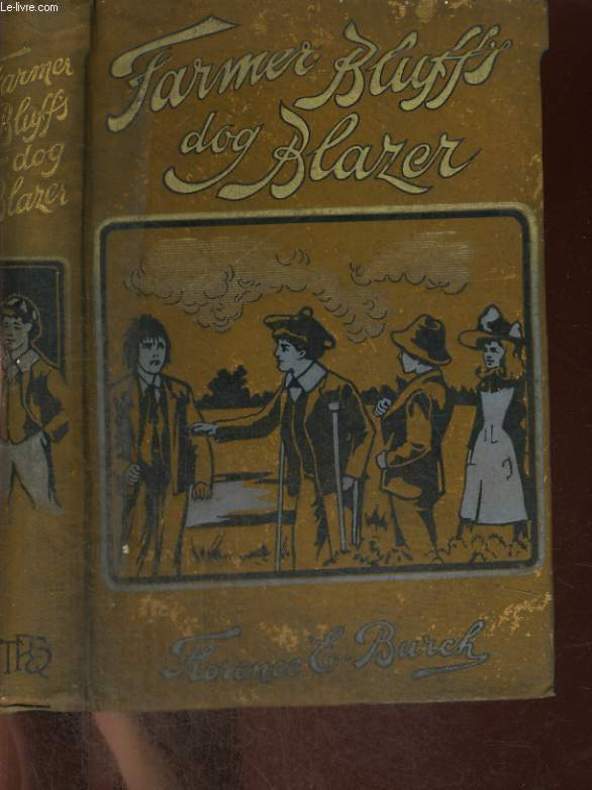 Le-livre.com
Farmer Bluff's
dog Blazer
Florence E. Burch
Farmer
Bluff's
dog
Blazer